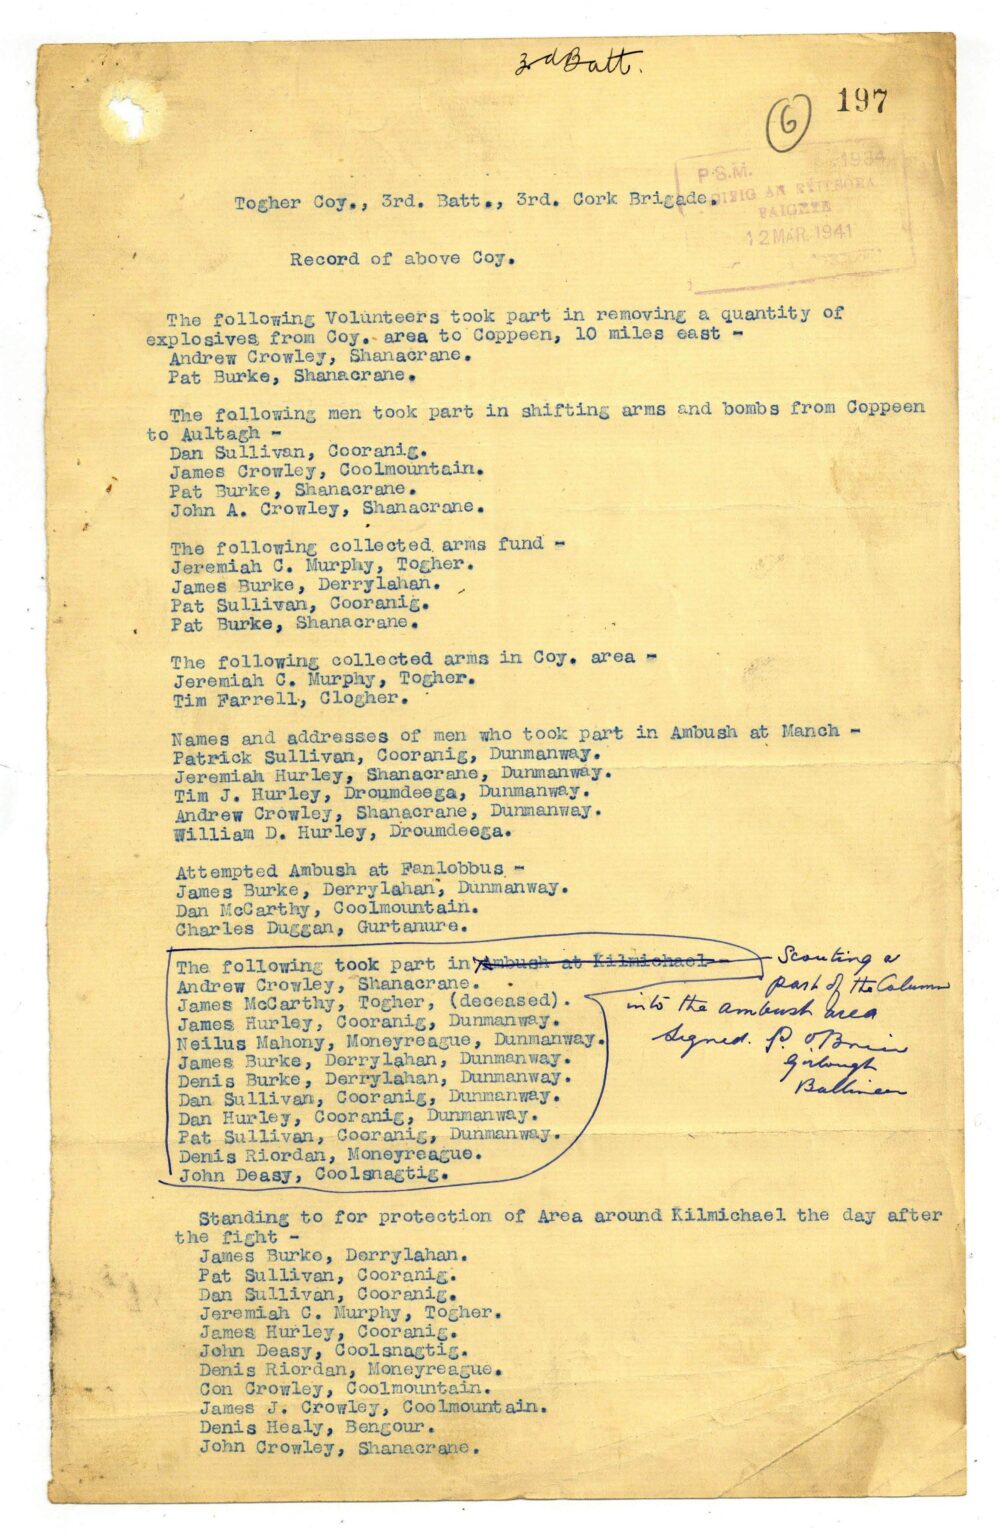 3rd Batt.
6
197
P.S.M. 1934
OIFIG AN
12 MAR. 1941
Togher Coy., 3rd. Batt., 3rd. Cork Brigade.
Record of above Coy.
The following Volunteers took part in removing a quantity of
explosives from Coy. area to Coppeen, 10 miles east -
Andrew Crowley, Shanacrane.
Pat Burke, Shanacrane.
The following men took part in shifting arms and bombs from Coppeen
to Aultagh -
Dan Sullivan, Cooranig.
James Crowley, Coolmountain.
Pat Burke, Shanacrane.
John A. Crowley, Shanacrane.
The following collected arms fund -
Jeremiah C. Murphy, Togher.
James Burke, Derrylahan.
Pat Sullivan, Cooranig.
Pat Burke, Shanacrane.
The following collected arms in Coy. area -
Jeremiah C. Murphy, Togher.
Tim Farrell, Clogher.
Names and addresses of men who took part in Ambush at Manch -
Patrick Sullivan, Cooranig, Dunmanway.
Jeremiah Hurley, Shanacrane, Dunmanway.
Tim J. Hurley, Droumdeega, Dunmanway.
Andrew Crowley, Shanacrane, Dunmanway.
William D. Hurley, Droumdeega.
Attempted Ambush at Fanlobbus -
James Burke, Derrylahan, Dunmanway.
Dan McCarthy, Coolmountain.
Charles Duggan, Gurtanure.
The following took part in Ambush at Kilmichael -
Scouting a
part of the Column
into the ambush area
Signed. P. O'Brien
Girlough
Ballineen
Andrew Crowley, Shanacrane.
James McCarthy, Togher, (deceased).
James Hurley, Cooranig, Dunmanway.
Neilus Mahony, Moneyreague, Dunmanway.
James Burke, Derrylahan, Dunmanway.
Denis Burke, Derrylahan, Dunmanway.
Dan Sullivan, Cooranig, Dunmanway.
Dan Hurley, Cooranig, Dunmanway.
Pat Sullivan, Cooranig, Dunmanway.
Denis Riordan, Moneyreague.
John Deasy, Coolsnagtig.
Standing to for protection of Area around Kilmichael the day after
the fight -
James Burke, Derrylahan.
Pat Sullivan, Cooranig.
Dan Sullivan, Cooranig.
Jeremiah C. Murphy, Togher.
James Hurley, Cooranig.
John Deasy, Coolsnagtig.
Denis Riordan, Moneyreague.
Con Crowley, Coolmountain.
James J. Crowley, Coolmountain.
Denis Healy, Bengour.
John Crowley, Shanacrane.